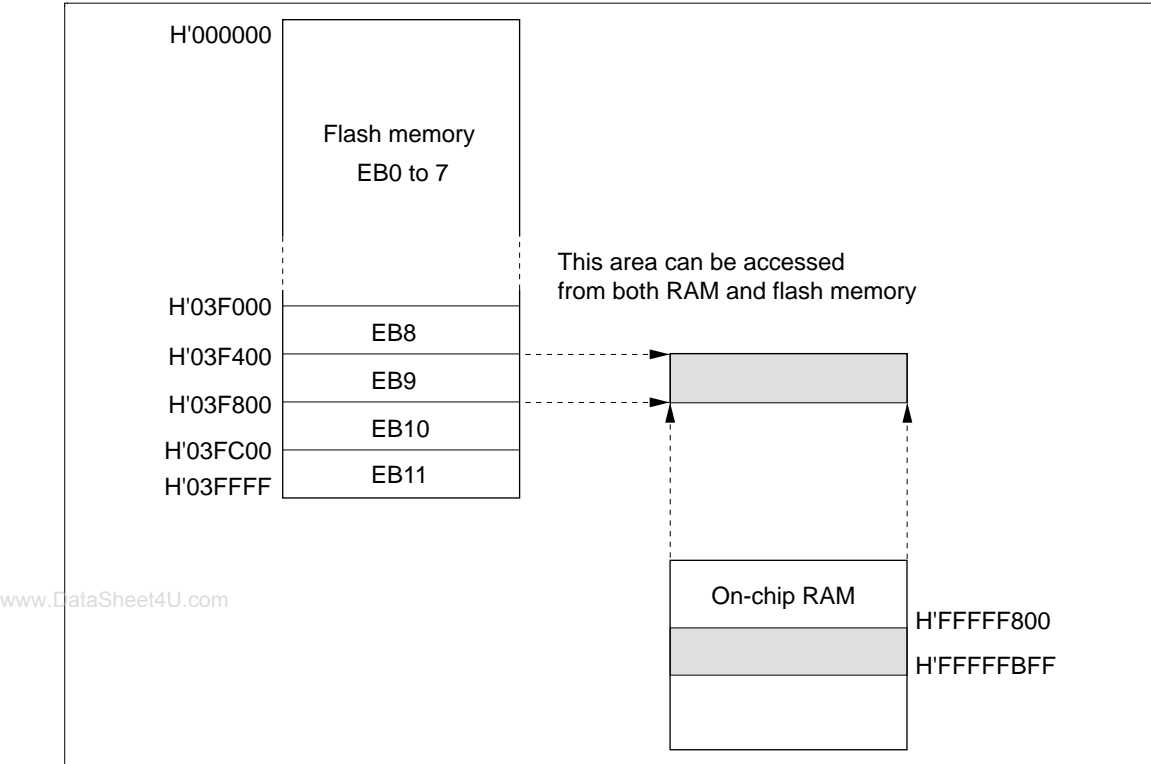 H'000000
Flash memory
EB0 to 7
This area can be accessed
from both RAM and flash memory
H'03F000
EB8
H'03F400
EB9
H'03F800
EB10
H'03FC00
EB11
H'03FFFF
On-chip RAM
H'FFFFF800
H'FFFFFBFF
www.DataSheet4U.com